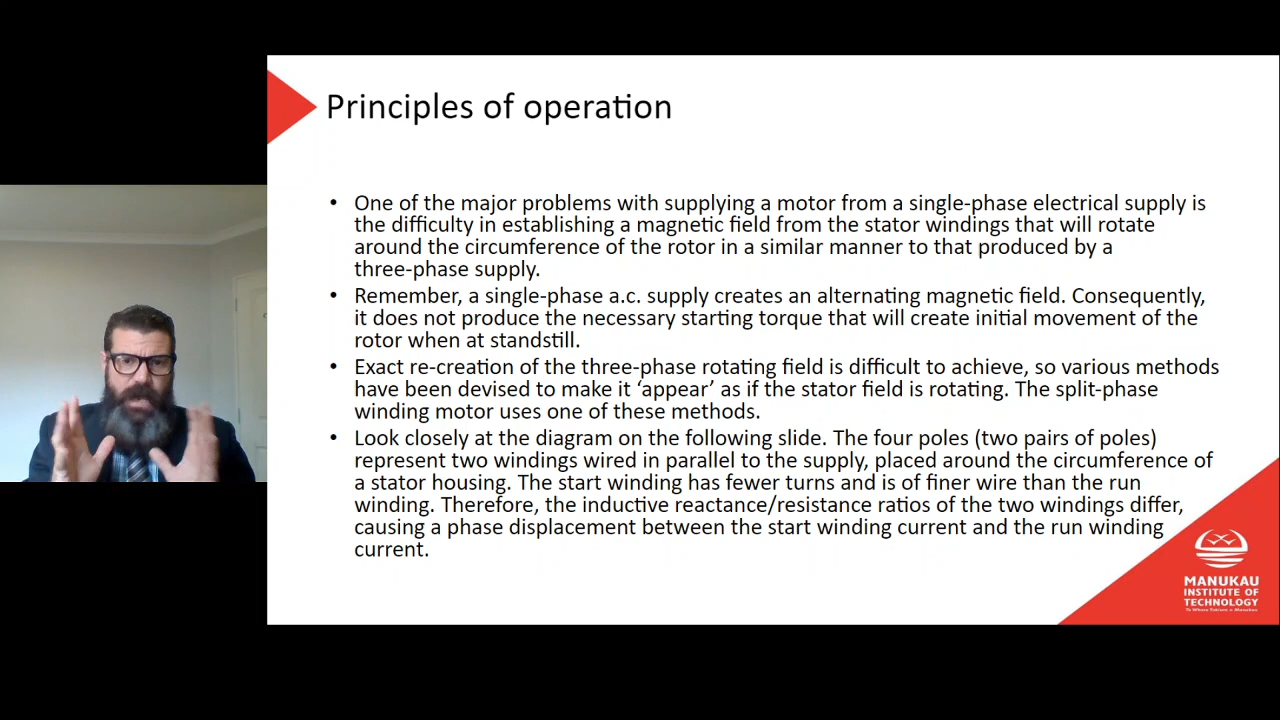 Principles of operation
• One of the major problems with supplying a motor from a single-phase electrical supply is
the difficulty in establishing a magnetic field from the stator windings that will rotate
around the circumference of the rotor in a similar manner to that produced by a
three-phase supply.
• Remember, a single-phase a.c. supply creates an alternating magnetic field. Consequently,
it does not produce the necessary starting torque that will create initial movement of the
rotor when at standstill.
• Exact re-creation of the three-phase rotating field is difficult to achieve, so various methods
have been devised to make it ‘appear’ as if the stator field is rotating. The split-phase
winding motor uses one of these methods.
• Look closely at the diagram on the following slide. The four poles (two pairs of poles)
represent two windings wired in parallel to the supply, placed around the circumference of
a stator housing. The start winding has fewer turns and is of finer wire than the run
winding. Therefore, the inductive reactance/resistance ratios of the two windings differ,
causing a phase displacement between the start winding current and the run winding
current.
MANUKAU
INSTITUTE OF
TECHNOLOGY